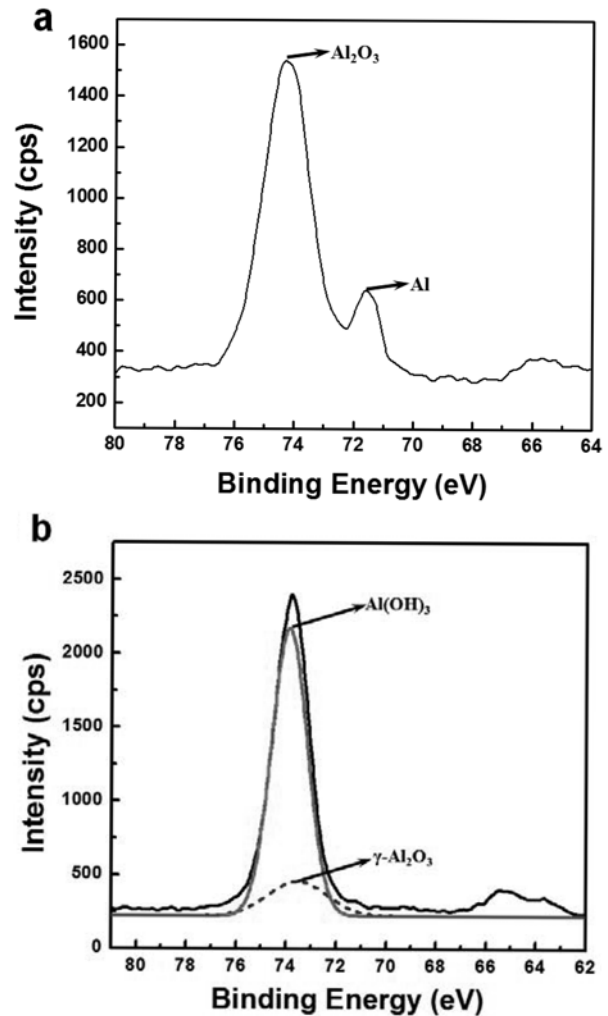 a
Intensity (cps)
1600
1400
1200
1000
800
600
400
200
Al₂O₃
Al
80 78 76 74 72 70 68 66 64
Binding Energy (eV)
b
Intensity (cps)
2500
2000
1500
1000
500
0
Al(OH)₃
γ-Al₂O₃
80 78 76 74 72 70 68 66 64 62
Binding Energy (eV)